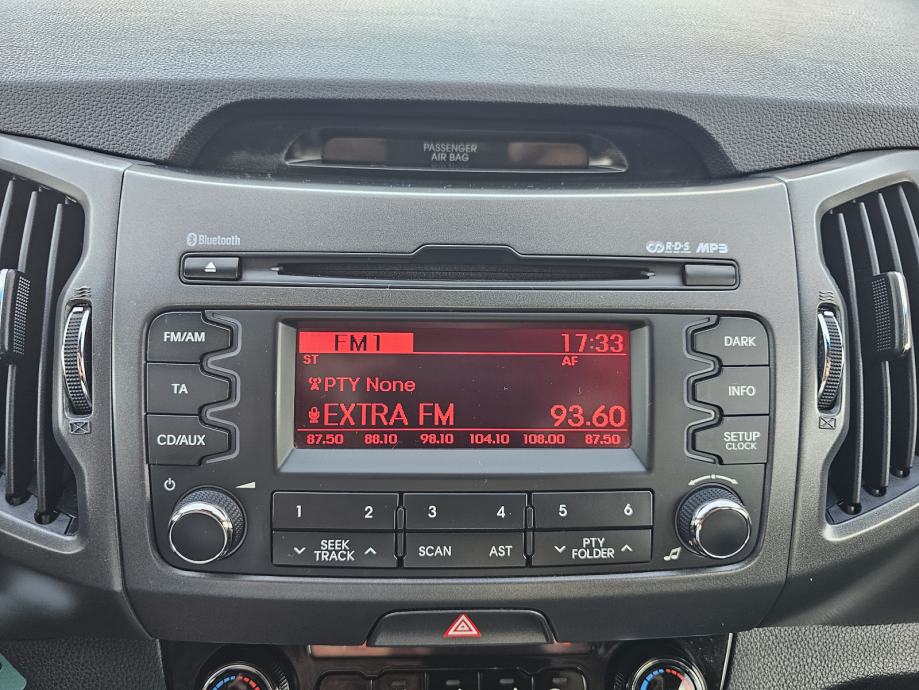 PASSENGER
AIR BAG
Bluetooth
R·D·S MP3
FM/AM
TA
CD/AUX
FM1 17:33
ST AF
PTY None
EXTRA FM 93.60
87.50 88.10 98.10 104.10 108.00 87.50
DARK
INFO
SETUP
CLOCK
1 2 3 4 5 6
SEEK
TRACK
SCAN AST
PTY
FOLDER